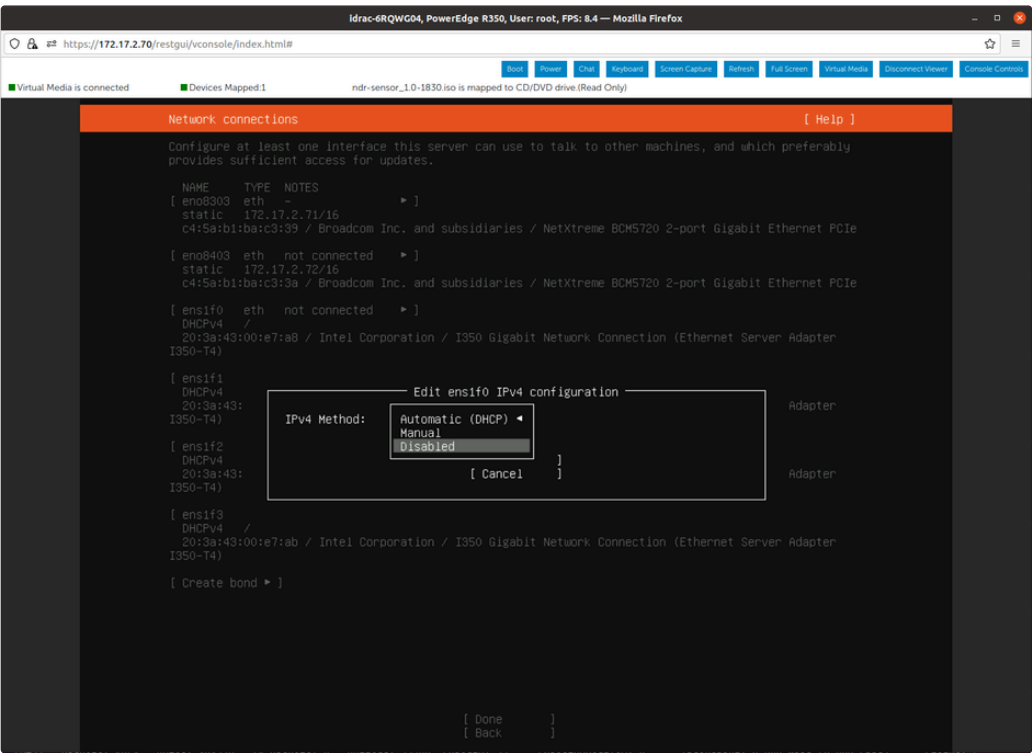 idrac-6RQWG04, PowerEdge R350, User: root, FPS: 8.4 — Mozilla Firefox
https://172.17.2.70/restgui/vconsole/index.html#
Boot Power Chat Keyboard Screen Capture Refresh Full Screen Virtual Media Disconnect Viewer Console Controls
Virtual Media is connected Devices Mapped:1 ndr-sensor_1.0-1830.iso is mapped to CD/DVD drive.(Read Only)
Network connections [ Help ]
Configure at least one interface this server can use to talk to other machines, and which preferably
provides sufficient access for updates.
NAME TYPE NOTES
[ eno8303 eth - ▸ ]
static 172.17.2.71/16
c4:5a:b1:ba:c3:39 / Broadcom Inc. and subsidiaries / NetXtreme BCM5720 2-port Gigabit Ethernet PCIe
[ eno8403 eth not connected ▸ ]
static 172.17.2.72/16
c4:5a:b1:ba:c3:3a / Broadcom Inc. and subsidiaries / NetXtreme BCM5720 2-port Gigabit Ethernet PCIe
[ ens1f0 eth not connected ▸ ]
DHCPv4 /
20:3a:43:00:e7:a8 / Intel Corporation / I350 Gigabit Network Connection (Ethernet Server Adapter
I350-T4)
[ ens1f1
DHCPv4
20:3a:43: Adapter
I350-T4)
Edit ens1f0 IPv4 configuration
IPv4 Method: Automatic (DHCP) ◂
Manual
Disabled
]
[ Cancel ]
[ ens1f2
DHCPv4
20:3a:43: Adapter
I350-T4)
[ ens1f3
DHCPv4 /
20:3a:43:00:e7:ab / Intel Corporation / I350 Gigabit Network Connection (Ethernet Server Adapter
I350-T4)
[ Create bond ▸ ]
[ Done ]
[ Back ]